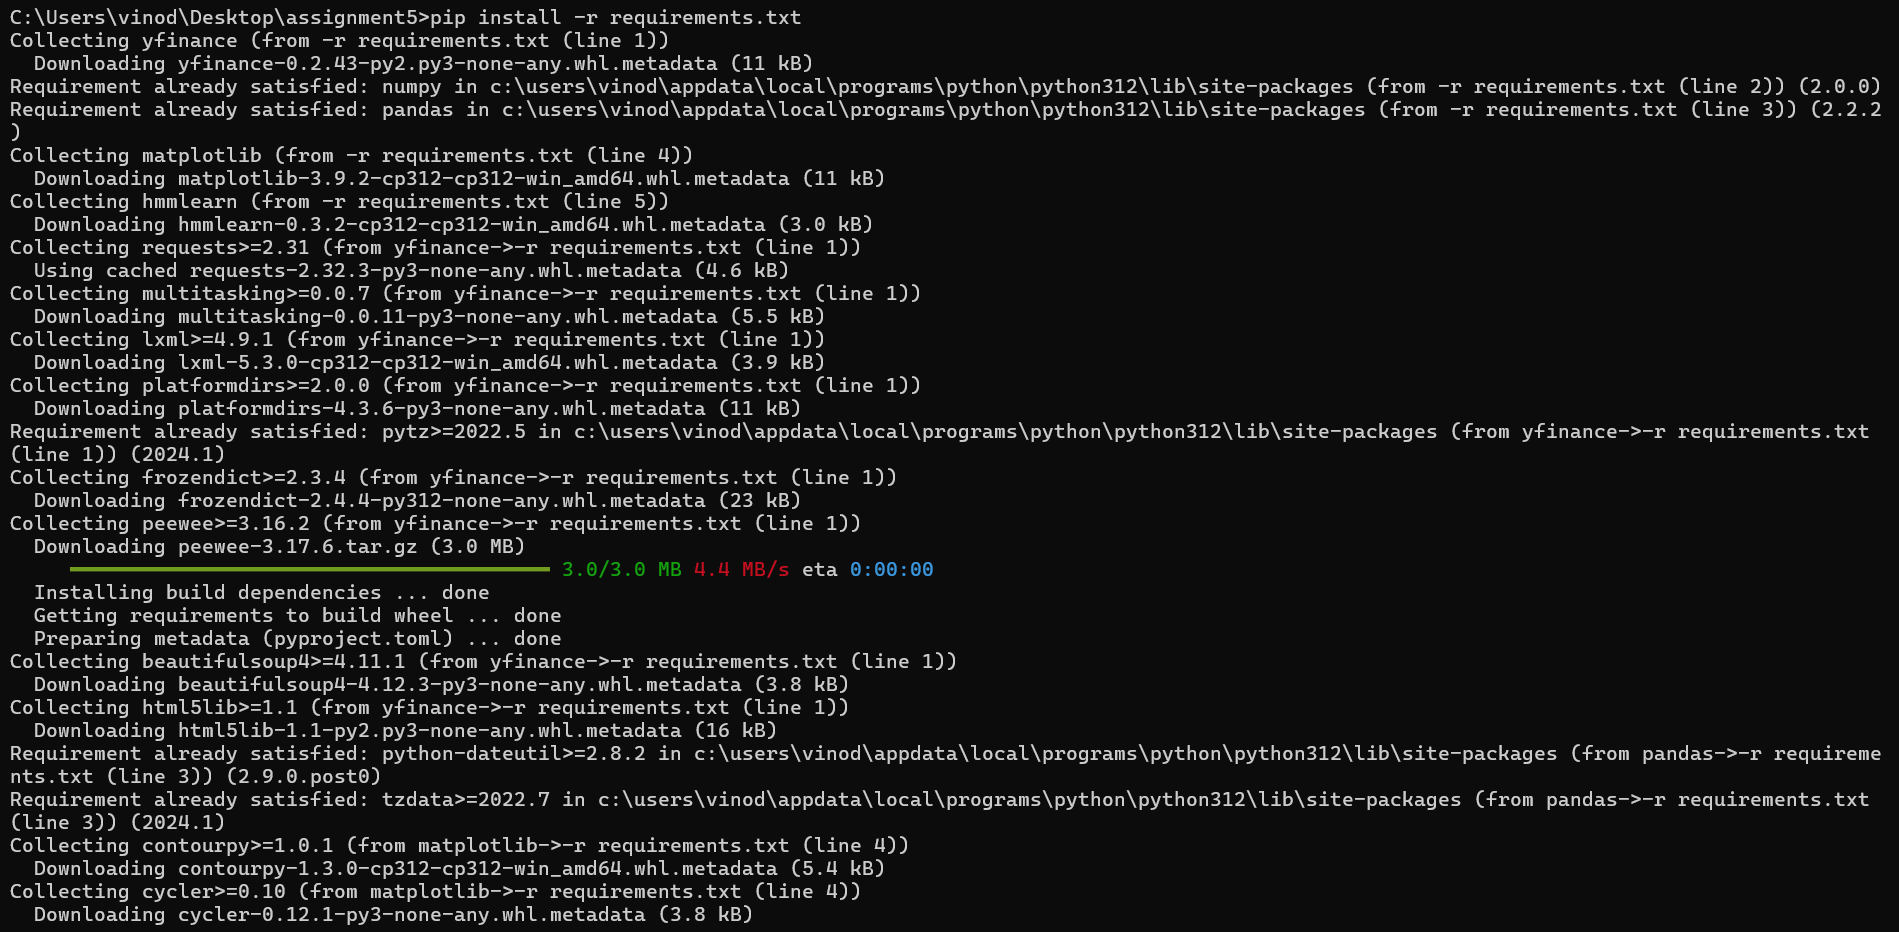 C:\Users\vinod\Desktop\assignment5>pip install -r requirements.txt
Collecting yfinance (from -r requirements.txt (line 1))
  Downloading yfinance-0.2.43-py2.py3-none-any.whl.metadata (11 kB)
Requirement already satisfied: numpy in c:\users\vinod\appdata\local\programs\python\python312\lib\site-packages (from -r requirements.txt (line 2)) (2.0.0)
Requirement already satisfied: pandas in c:\users\vinod\appdata\local\programs\python\python312\lib\site-packages (from -r requirements.txt (line 3)) (2.2.2
)
Collecting matplotlib (from -r requirements.txt (line 4))
  Downloading matplotlib-3.9.2-cp312-cp312-win_amd64.whl.metadata (11 kB)
Collecting hmmlearn (from -r requirements.txt (line 5))
  Downloading hmmlearn-0.3.2-cp312-cp312-win_amd64.whl.metadata (3.0 kB)
Collecting requests>=2.31 (from yfinance->-r requirements.txt (line 1))
  Using cached requests-2.32.3-py3-none-any.whl.metadata (4.6 kB)
Collecting multitasking>=0.0.7 (from yfinance->-r requirements.txt (line 1))
  Downloading multitasking-0.0.11-py3-none-any.whl.metadata (5.5 kB)
Collecting lxml>=4.9.1 (from yfinance->-r requirements.txt (line 1))
  Downloading lxml-5.3.0-cp312-cp312-win_amd64.whl.metadata (3.9 kB)
Collecting platformdirs>=2.0.0 (from yfinance->-r requirements.txt (line 1))
  Downloading platformdirs-4.3.6-py3-none-any.whl.metadata (11 kB)
Requirement already satisfied: pytz>=2022.5 in c:\users\vinod\appdata\local\programs\python\python312\lib\site-packages (from yfinance->-r requirements.txt
(line 1)) (2024.1)
Collecting frozendict>=2.3.4 (from yfinance->-r requirements.txt (line 1))
  Downloading frozendict-2.4.4-py312-none-any.whl.metadata (23 kB)
Collecting peewee>=3.16.2 (from yfinance->-r requirements.txt (line 1))
  Downloading peewee-3.17.6.tar.gz (3.0 MB)
     3.0/3.0 MB 4.4 MB/s eta 0:00:00
  Installing build dependencies ... done
  Getting requirements to build wheel ... done
  Preparing metadata (pyproject.toml) ... done
Collecting beautifulsoup4>=4.11.1 (from yfinance->-r requirements.txt (line 1))
  Downloading beautifulsoup4-4.12.3-py3-none-any.whl.metadata (3.8 kB)
Collecting html5lib>=1.1 (from yfinance->-r requirements.txt (line 1))
  Downloading html5lib-1.1-py2.py3-none-any.whl.metadata (16 kB)
Requirement already satisfied: python-dateutil>=2.8.2 in c:\users\vinod\appdata\local\programs\python\python312\lib\site-packages (from pandas->-r requireme
nts.txt (line 3)) (2.9.0.post0)
Requirement already satisfied: tzdata>=2022.7 in c:\users\vinod\appdata\local\programs\python\python312\lib\site-packages (from pandas->-r requirements.txt
(line 3)) (2024.1)
Collecting contourpy>=1.0.1 (from matplotlib->-r requirements.txt (line 4))
  Downloading contourpy-1.3.0-cp312-cp312-win_amd64.whl.metadata (5.4 kB)
Collecting cycler>=0.10 (from matplotlib->-r requirements.txt (line 4))
  Downloading cycler-0.12.1-py3-none-any.whl.metadata (3.8 kB)